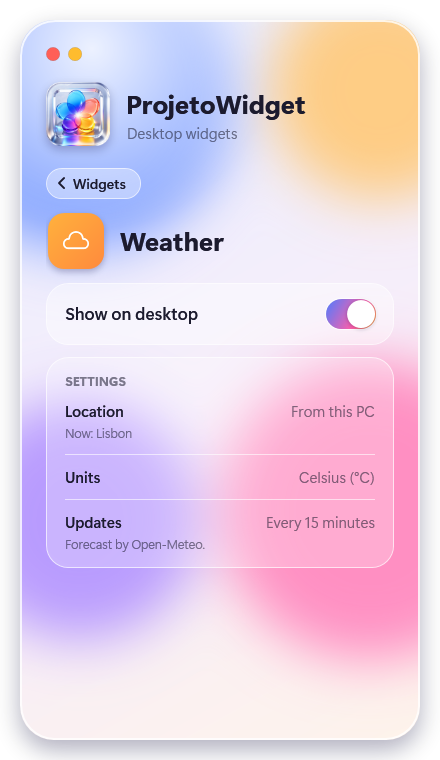 ProjetoWidget
Desktop widgets
Widgets
Weather
Show on desktop
SETTINGS
Location From this PC
Now: Lisbon
Units Celsius (°C)
Updates Every 15 minutes
Forecast by Open-Meteo.